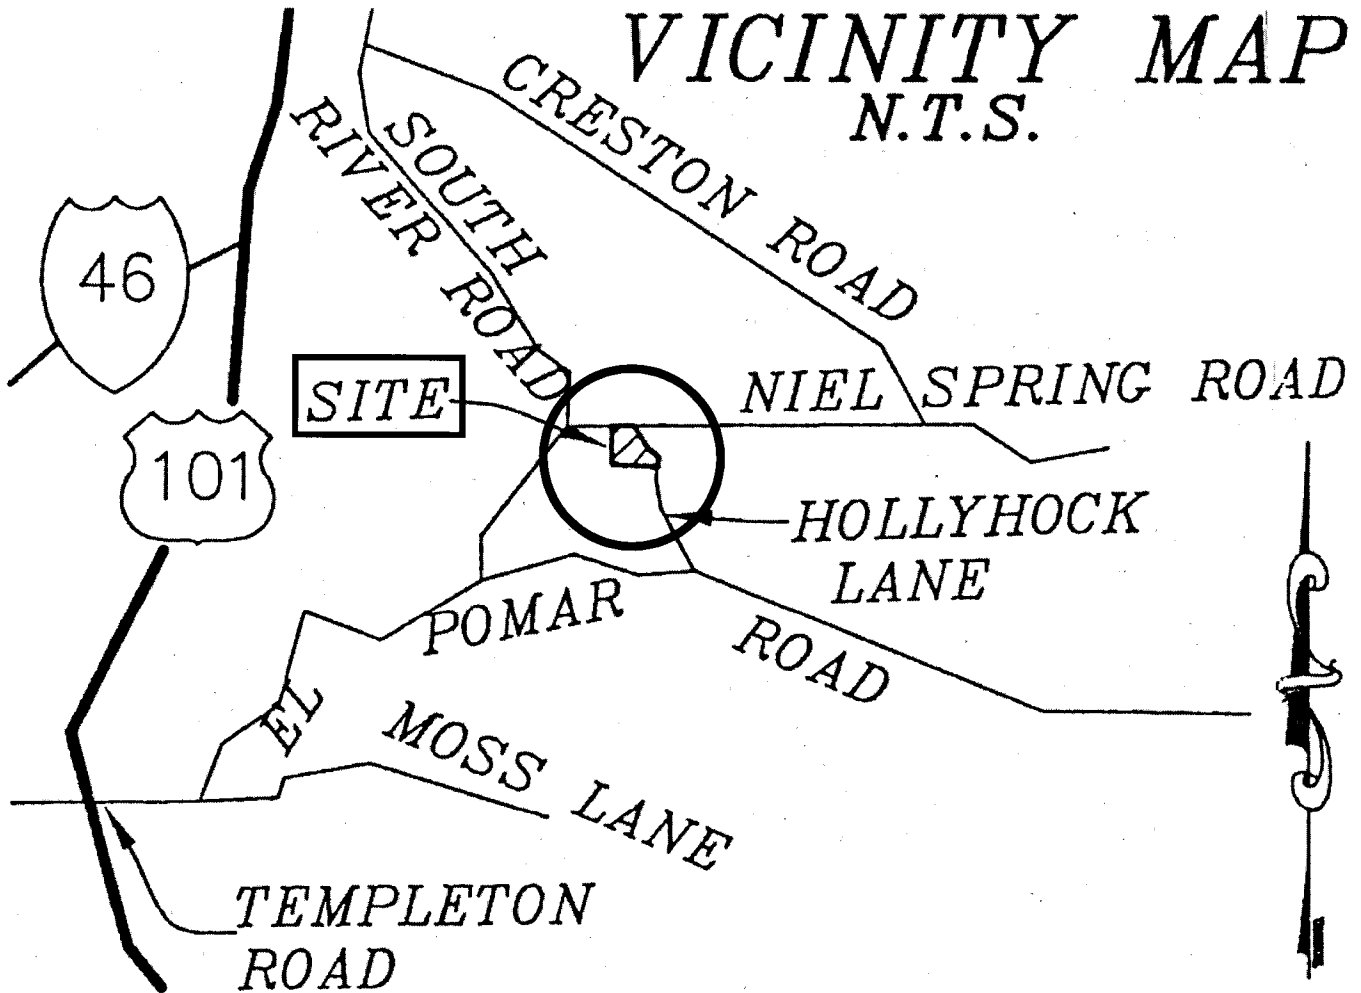 VICINITY MAP
N.T.S.
CRESTON ROAD
SOUTH
RIVER ROAD
46
SITE
NIEL SPRING ROAD
101
HOLLYHOCK
LANE
EL POMAR ROAD
MOSS LANE
TEMPLETON
ROAD